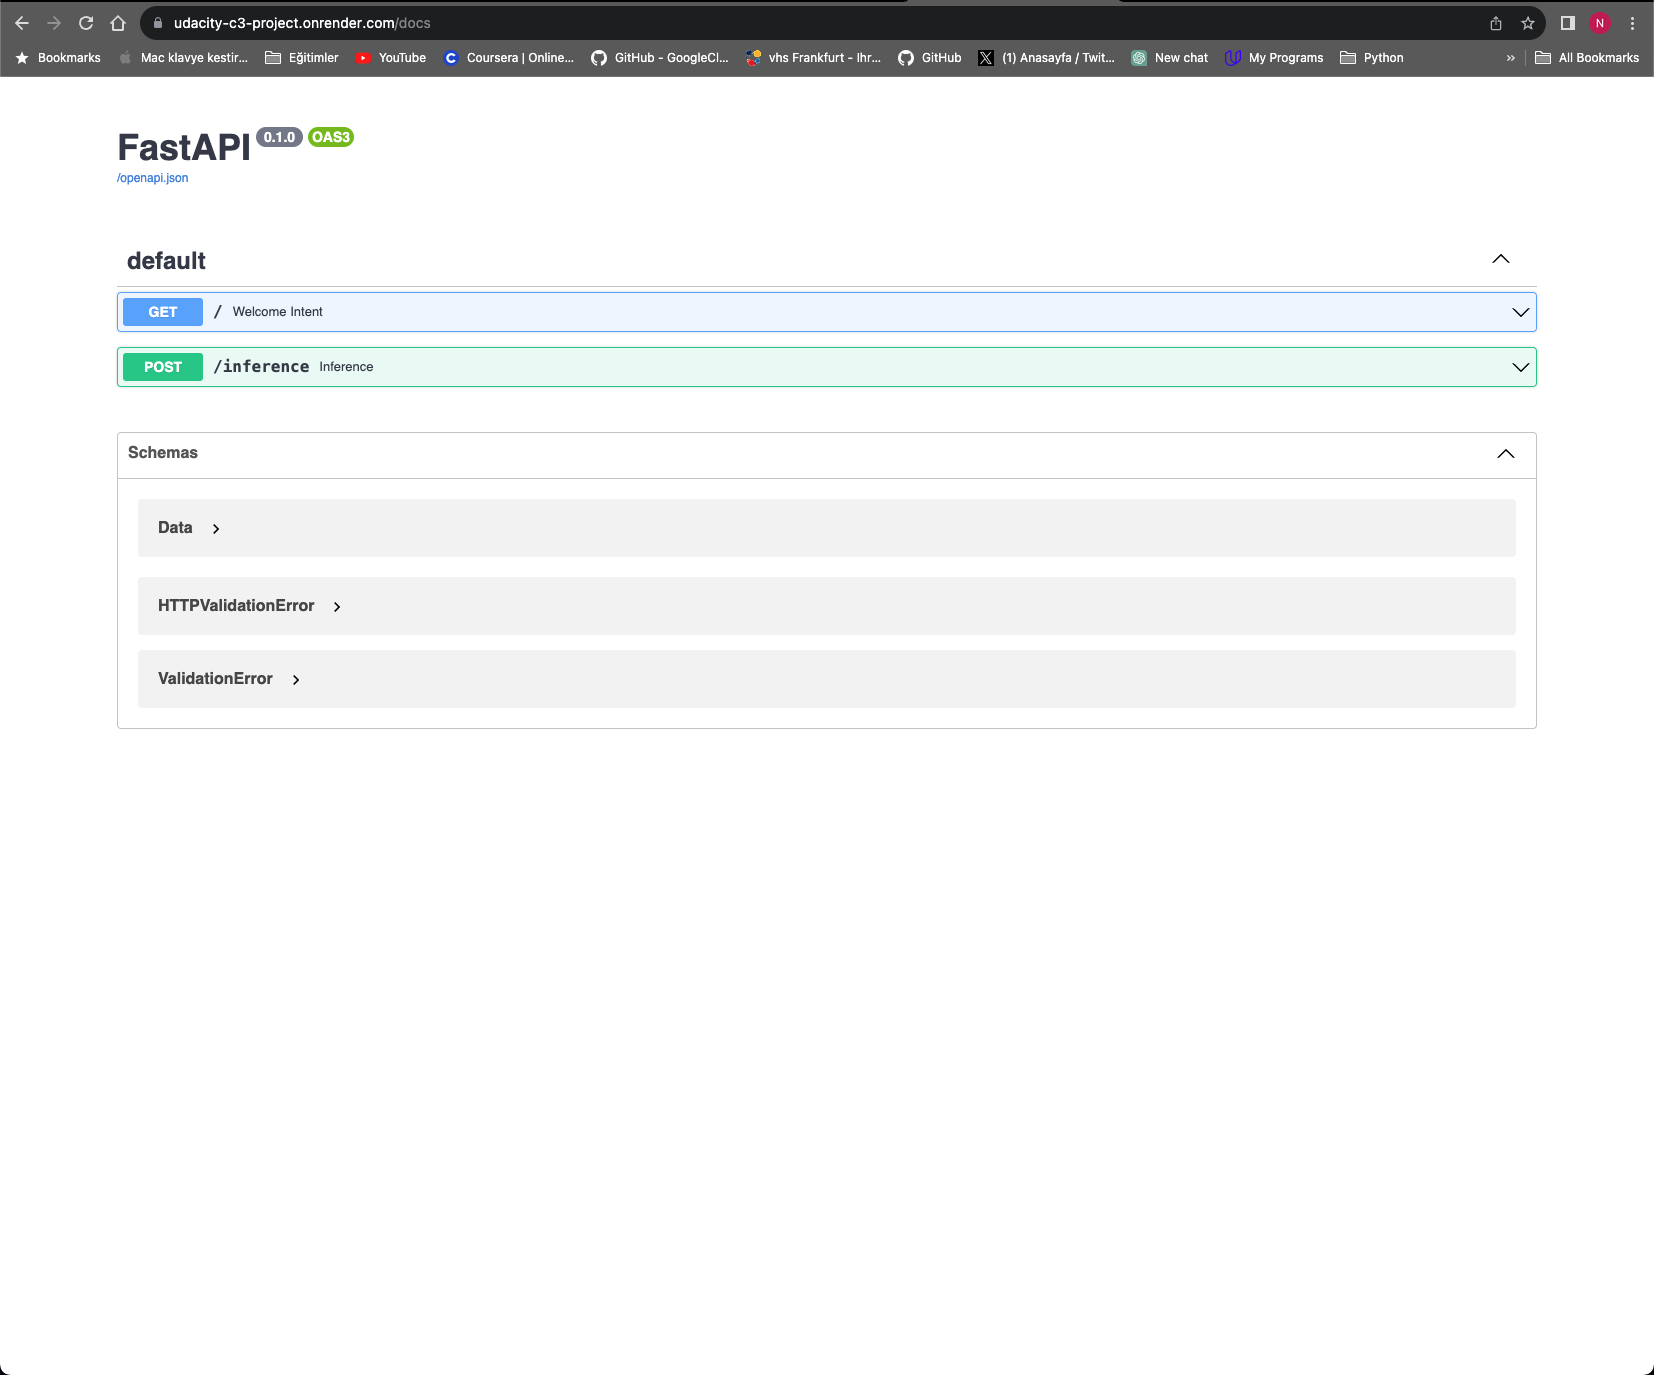 udacity-c3-project.onrender.com/docs
N
Bookmarks Mac klavye kestir... Eğitimler YouTube Coursera | Online... GitHub - GoogleCl... vhs Frankfurt - Ihr... GitHub (1) Anasayfa / Twit... New chat My Programs Python » All Bookmarks
FastAPI 0.1.0 OAS3
/openapi.json
default
GET / Welcome Intent
POST /inference Inference
Schemas
Data
HTTPValidationError
ValidationError